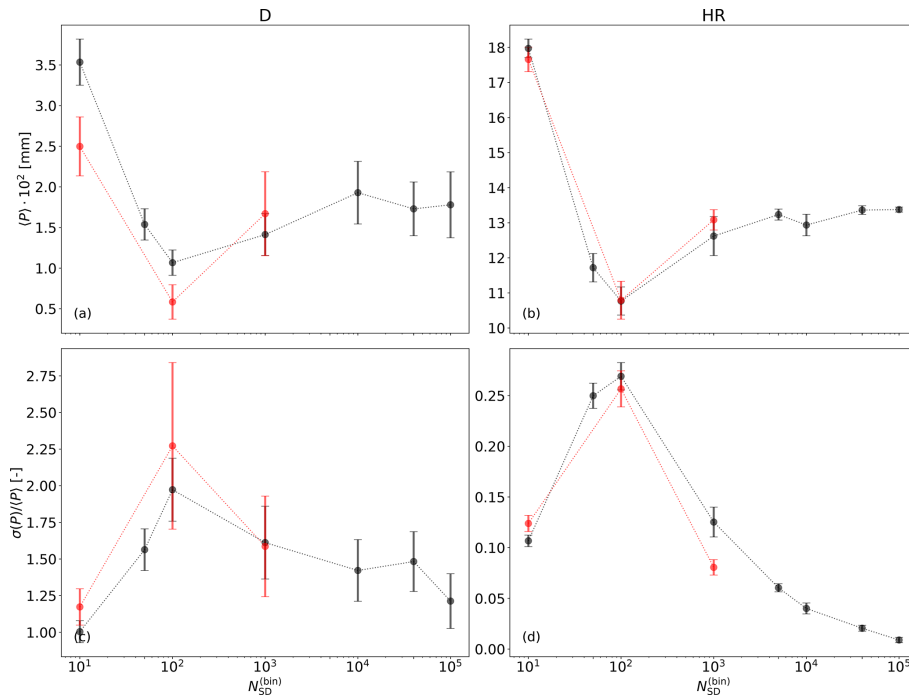 D
HR
⟨P⟩ · 10² [mm]
3.5
3.0
2.5
2.0
1.5
1.0
0.5
(a)
18
17
16
15
14
13
12
11
10
(b)
σ(P)/⟨P⟩ [-]
2.75
2.50
2.25
2.00
1.75
1.50
1.25
1.00
(c)
10¹ 10² 10³ 10⁴ 10⁵
N_SD^(bin)
0.25
0.20
0.15
0.10
0.05
0.00
(d)
10¹ 10² 10³ 10⁴ 10⁵
N_SD^(bin)